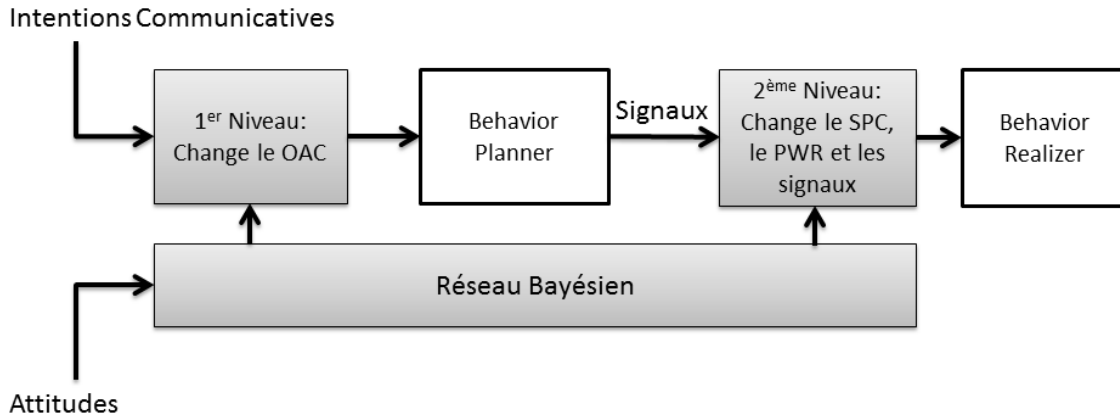 Intentions Communicatives
1er Niveau:
Change le OAC
Behavior
Planner
Signaux
2ème Niveau:
Change le SPC,
le PWR et les
signaux
Behavior
Realizer
Réseau Bayésien
Attitudes